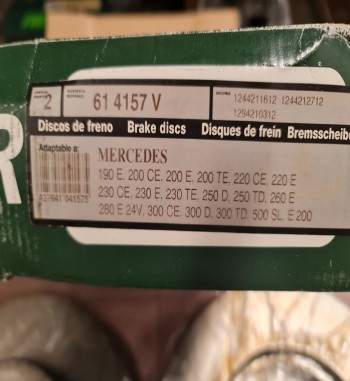 2
61 4157 V
1244211612 1244212712
1294210312
Discos de freno Brake discs Disques de frein Bremsscheibe
Adaptable a:
MERCEDES
190 E, 200 CE, 200 E, 200 TE, 220 CE, 220 E
230 CE, 230 E, 230 TE, 250 D, 250 TD, 260 E
280 E 24V, 300 CE, 300 D, 300 TD, 500 SL, E 200
R